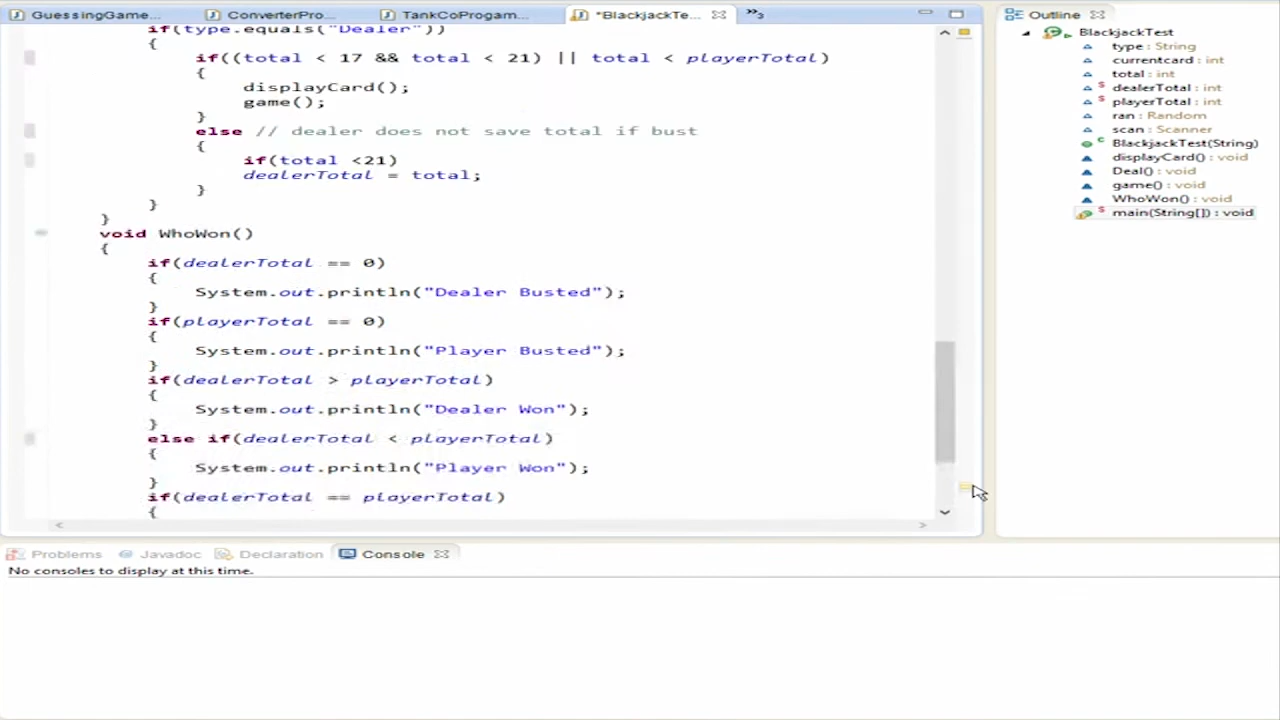 GuessingGame... ConverterPro... TankCoProgam... *BlackjackTe... »3
if(type.equals("Dealer"))
{
if((total < 17 && total < 21) || total < playerTotal)
{
displayCard();
game();
}
else // dealer does not save total if bust
{
if(total <21)
dealerTotal = total;
}
}
}
void WhoWon()
{
if(dealerTotal == 0)
{
System.out.println("Dealer Busted");
}
if(playerTotal == 0)
{
System.out.println("Player Busted");
}
if(dealerTotal > playerTotal)
{
System.out.println("Dealer Won");
}
else if(dealerTotal < playerTotal)
{
System.out.println("Player Won");
}
if(dealerTotal == playerTotal)
{
Outline
BlackjackTest
type : String
currentcard : int
total : int
S dealerTotal : int
S playerTotal : int
ran : Random
scan : Scanner
C BlackjackTest(String)
displayCard() : void
Deal() : void
game() : void
WhoWon() : void
S main(String[]) : void
Problems @ Javadoc Declaration Console
No consoles to display at this time.